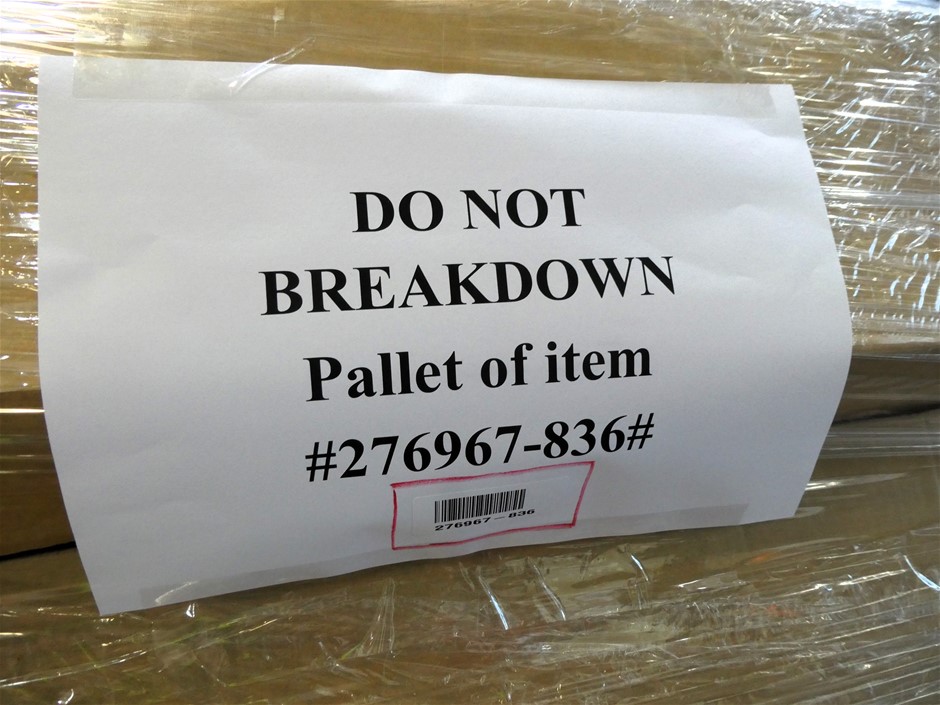 DO NOT
BREAKDOWN
Pallet of item
#276967-836#
276967-836